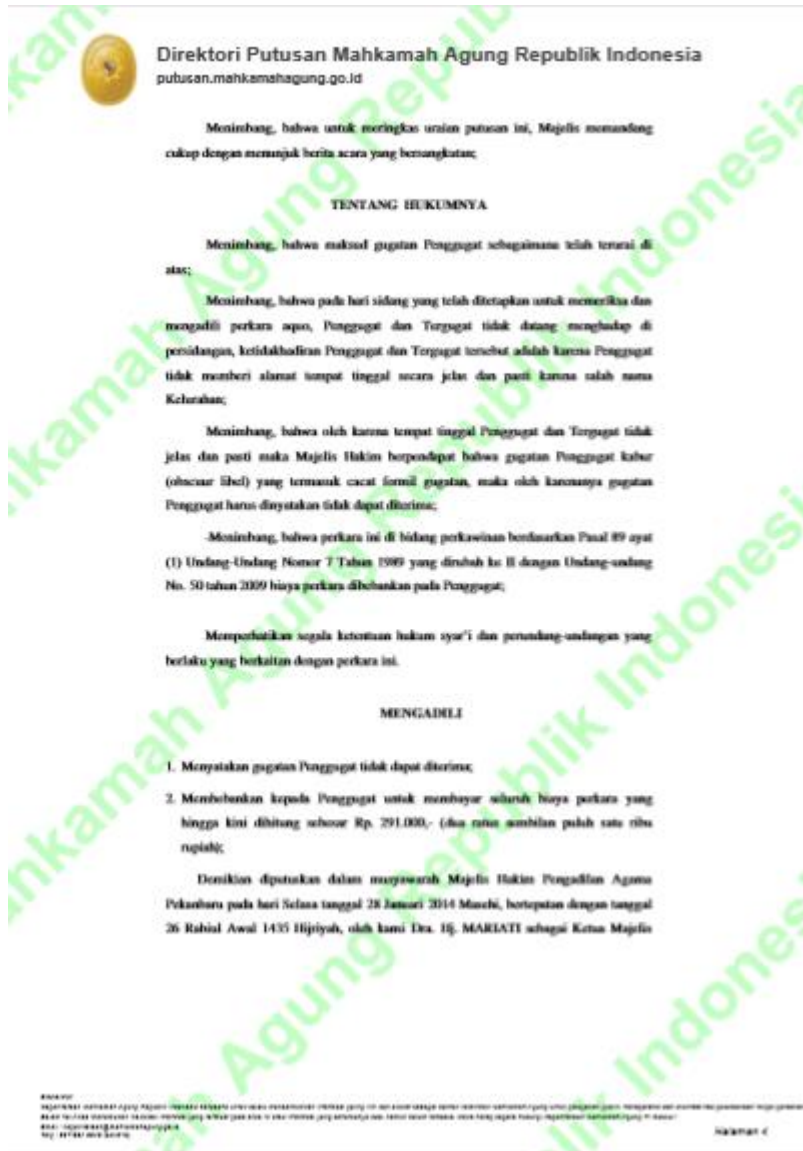 Direktori Putusan Mahkamah Agung Republik Indonesia
putusan.mahkamahagung.go.id
Menimbang, bahwa untuk meringkas uraian putusan ini, Majelis memandang
cukup dengan menunjuk berita acara yang bersangkutan;
TENTANG HUKUMNYA
Menimbang, bahwa maksud gugatan Penggugat sebagaimana telah terurai di
atas;
Menimbang, bahwa pada hari sidang yang telah ditetapkan untuk memeriksa dan
mengadili perkara aquo, Penggugat dan Tergugat tidak datang menghadap di
persidangan, ketidakhadiran Penggugat dan Tergugat tersebut adalah karena Penggugat
tidak memberi alamat tempat tinggal secara jelas dan pasti karena salah nama
Kelurahan;
Menimbang, bahwa oleh karena tempat tinggal Penggugat dan Tergugat tidak
jelas dan pasti maka Majelis Hakim berpendapat bahwa gugatan Penggugat kabur
(obscuur libel) yang termasuk cacat formil gugatan, maka oleh karenanya gugatan
Penggugat harus dinyatakan tidak dapat diterima;
-Menimbang, bahwa perkara ini di bidang perkawinan berdasarkan Pasal 89 ayat
(1) Undang-Undang Nomor 7 Tahun 1989 yang dirubah ke II dengan Undang-undang
No. 50 tahun 2009 biaya perkara dibebankan pada Penggugat;
Memperhatikan segala ketentuan hukum syar'i dan perundang-undangan yang
berlaku yang berkaitan dengan perkara ini.
MENGADILI
1. Menyatakan gugatan Penggugat tidak dapat diterima;
2. Membebankan kepada Penggugat untuk membayar seluruh biaya perkara yang
hingga kini dihitung sebesar Rp. 291.000,- (dua ratus sembilan puluh satu ribu
rupiah);
Demikian diputuskan dalam musyawarah Majelis Hakim Pengadilan Agama
Pekanbaru pada hari Selasa tanggal 28 Januari 2014 Masehi, bertepatan dengan tanggal
26 Rabiul Awal 1435 Hijriyah, oleh kami Dra. Hj. MARIATI sebagai Ketua Majelis
Halaman 4